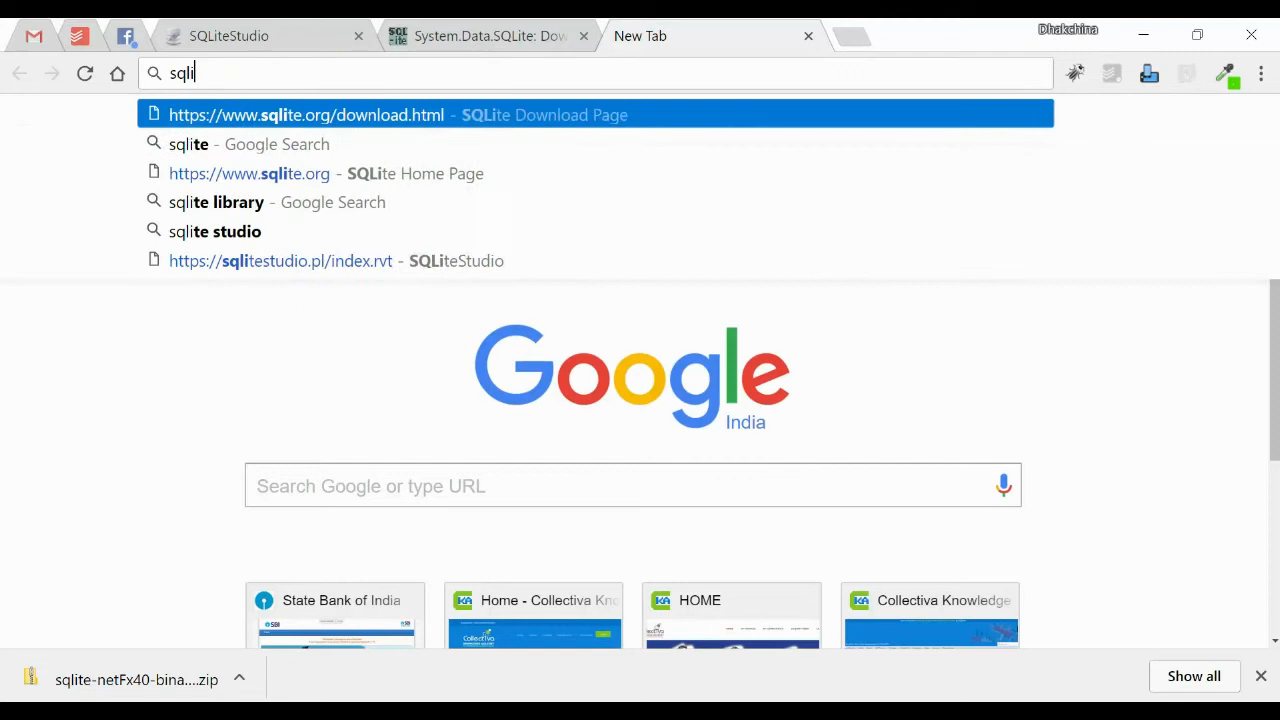 Dhakchina
SQLiteStudio
System.Data.SQLite: Dow
New Tab
sqli
https://www.sqlite.org/download.html - SQLite Download Page
sqlite - Google Search
https://www.sqlite.org - SQLite Home Page
sqlite library - Google Search
sqlite studio
https://sqlitestudio.pl/index.rvt - SQLiteStudio
Google
India
Search Google or type URL
State Bank of India
Home - Collectiva Kno
HOME
Collectiva Knowledge
SBI
Collectiva
sqlite-netFx40-bina....zip
Show all